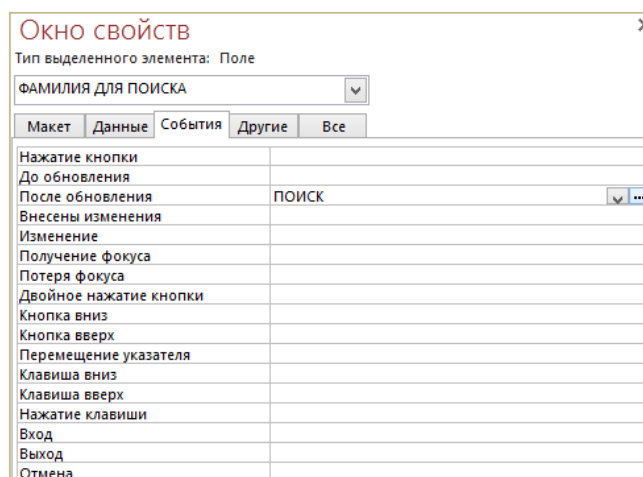 Окно свойств
Тип выделенного элемента: Поле
ФАМИЛИЯ ДЛЯ ПОИСКА
Макет Данные События Другие Все
Нажатие кнопки
До обновления
После обновления ПОИСК
Внесены изменения
Изменение
Получение фокуса
Потеря фокуса
Двойное нажатие кнопки
Кнопка вниз
Кнопка вверх
Перемещение указателя
Клавиша вниз
Клавиша вверх
Нажатие клавиши
Вход
Выход
Отмена